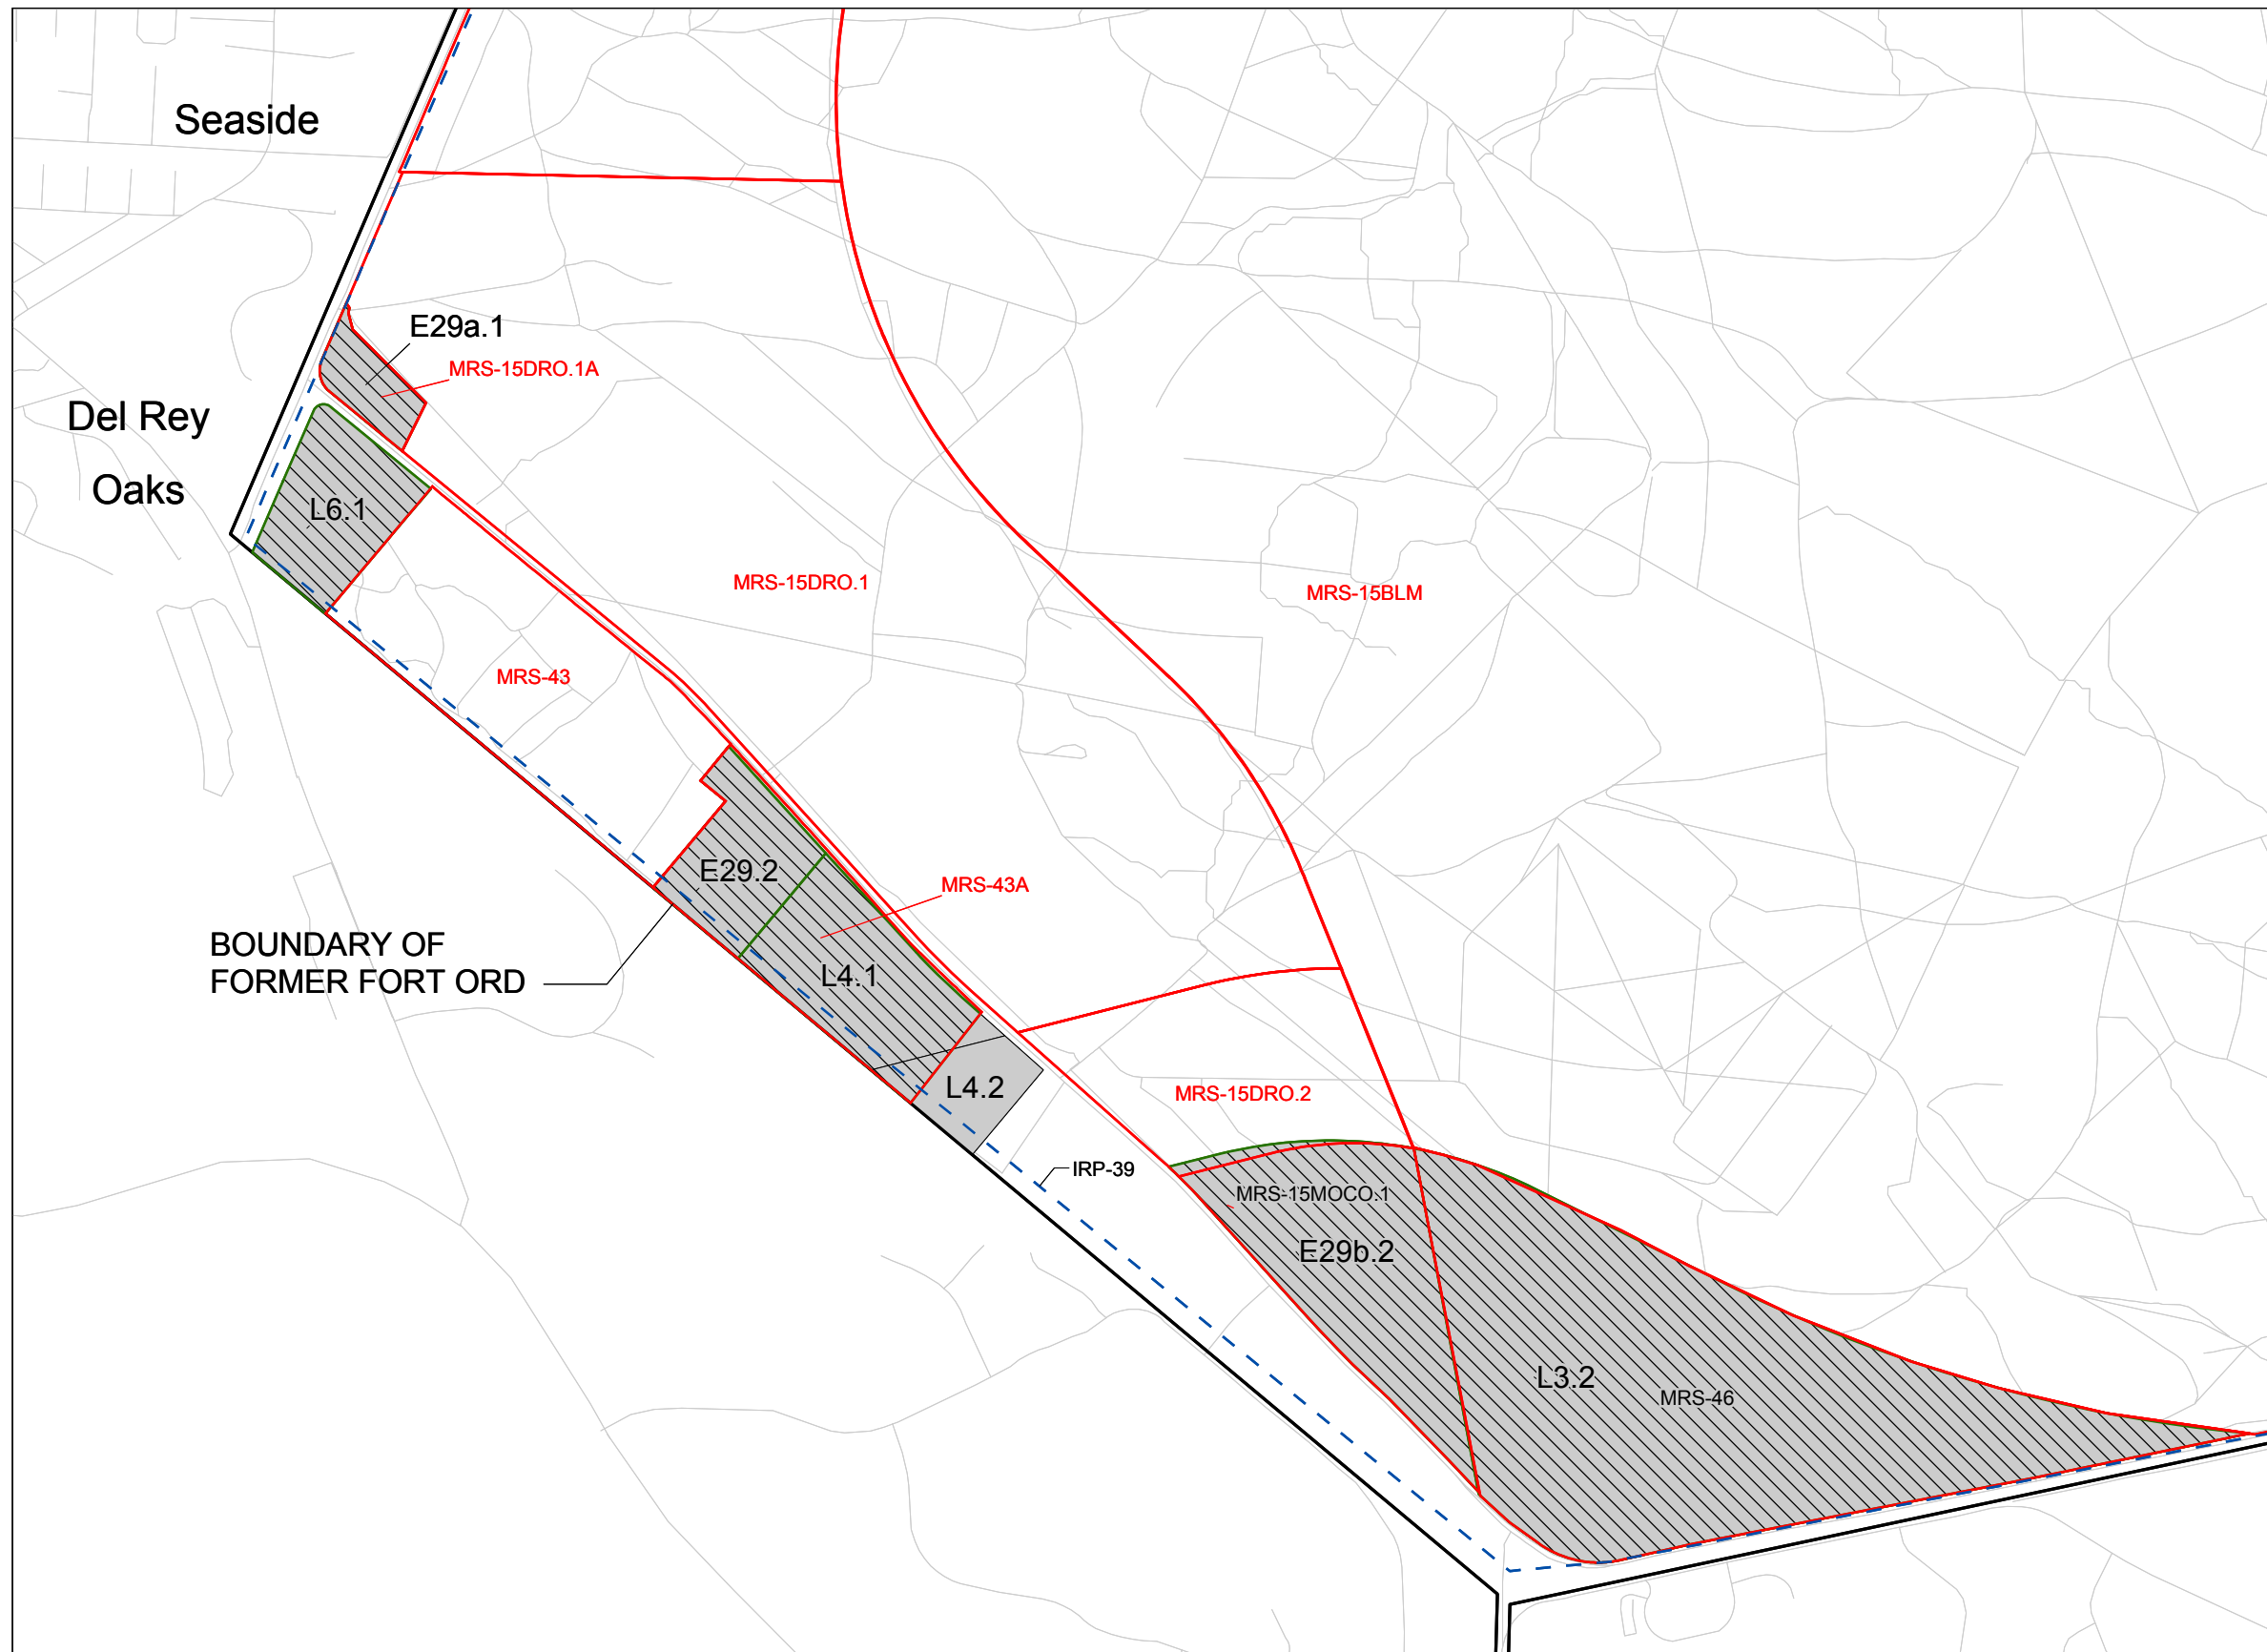 Seaside
E29a.1
MRS-15DRO.1A
Del Rey
Oaks
L6.1
MRS-15DRO.1
MRS-15BLM
MRS-43
E29.2
MRS-43A
BOUNDARY OF
FORMER FORT ORD
L4.1
L4.2
MRS-15DRO.2
IRP-39
MRS-15MOCO.1
E29b.2
L3.2
MRS-46